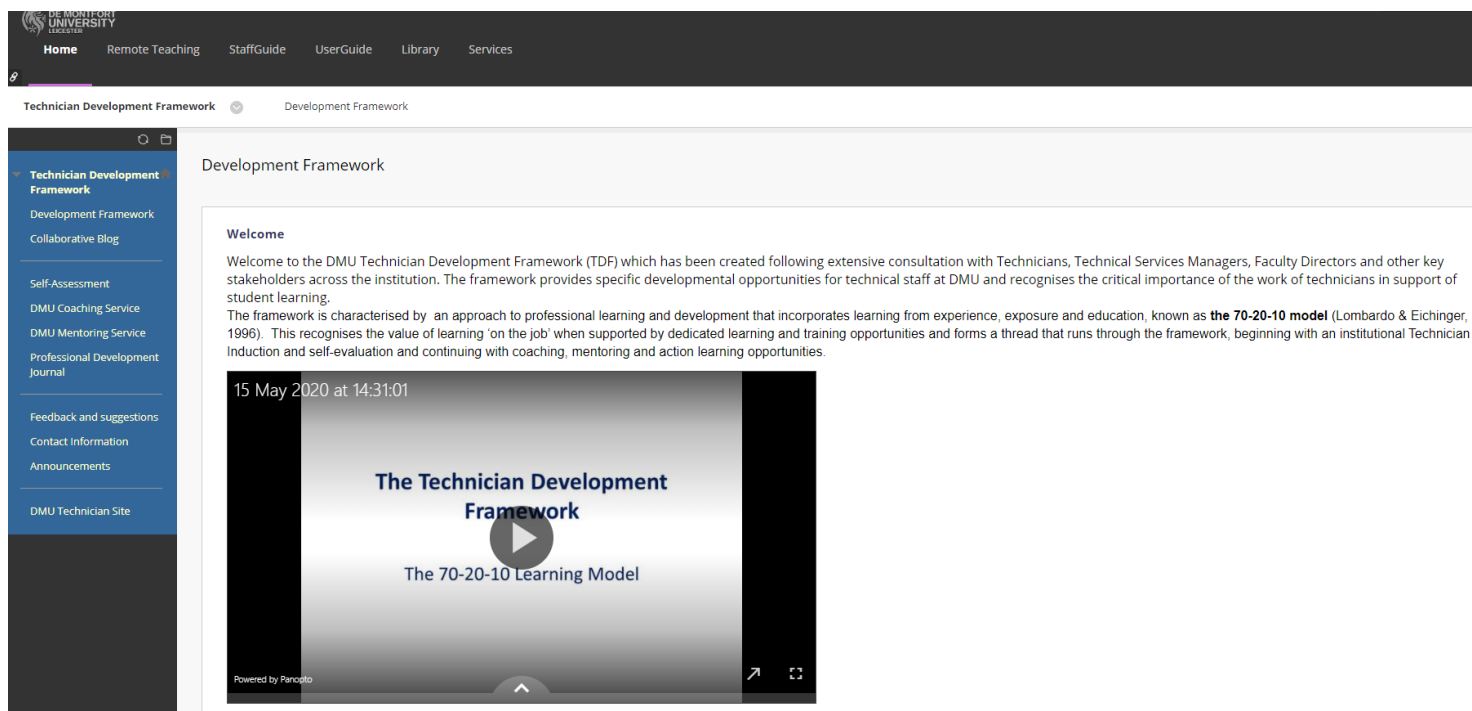 DE MONTFORT
UNIVERSITY
LEICESTER
Home Remote Teaching StaffGuide UserGuide Library Services
Technician Development Framework Development Framework
Technician Development
Framework
Development Framework
Collaborative Blog
Self-Assessment
DMU Coaching Service
DMU Mentoring Service
Professional Development
Journal
Feedback and suggestions
Contact Information
Announcements
DMU Technician Site
Development Framework
Welcome
Welcome to the DMU Technician Development Framework (TDF) which has been created following extensive consultation with Technicians, Technical Services Managers, Faculty Directors and other key
stakeholders across the institution. The framework provides specific developmental opportunities for technical staff at DMU and recognises the critical importance of the work of technicians in support of
student learning.
The framework is characterised by an approach to professional learning and development that incorporates learning from experience, exposure and education, known as the 70-20-10 model (Lombardo & Eichinger,
1996). This recognises the value of learning ‘on the job’ when supported by dedicated learning and training opportunities and forms a thread that runs through the framework, beginning with an institutional Technician
Induction and self-evaluation and continuing with coaching, mentoring and action learning opportunities.
15 May 2020 at 14:31:01
The Technician Development
Framework
The 70-20-10 Learning Model
Powered by Panopto